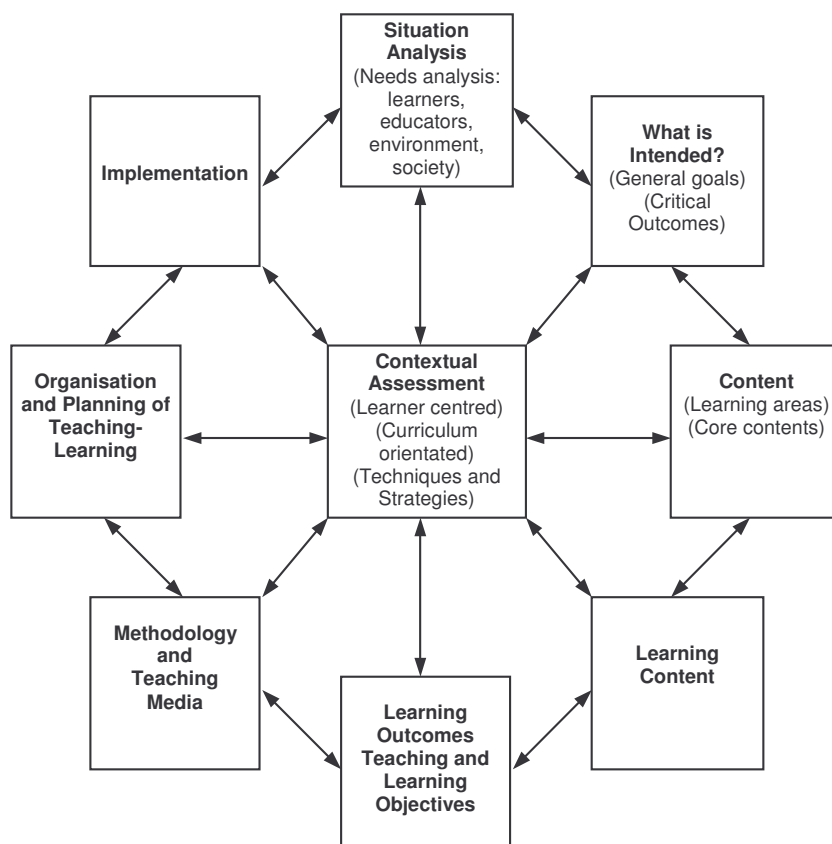 Situation
Analysis
(Needs analysis:
learners,
educators,
environment,
society)
What is
Intended?
(General goals)
(Critical
Outcomes)
Implementation
Contextual
Assessment
(Learner centred)
(Curriculum
orientated)
(Techniques and
Strategies)
Organisation
and Planning of
Teaching-
Learning
Content
(Learning areas)
(Core contents)
Methodology
and
Teaching
Media
Learning
Content
Learning
Outcomes
Teaching and
Learning
Objectives